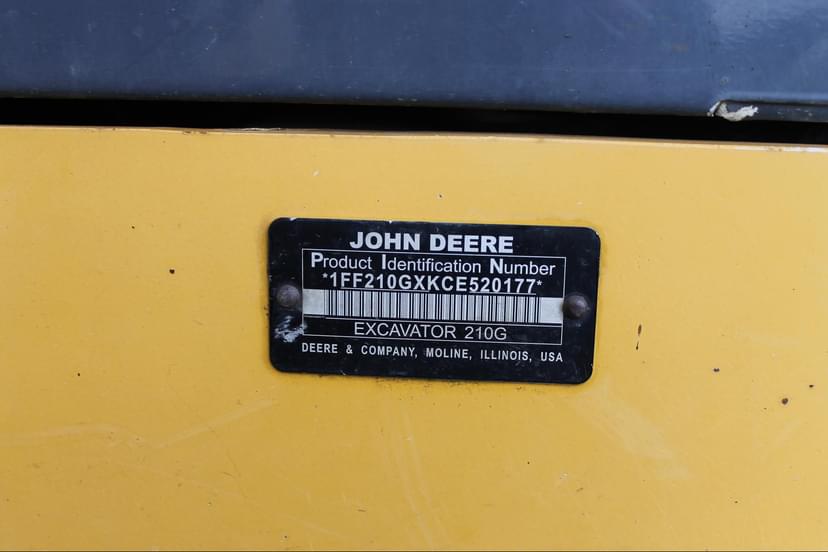 JOHN DEERE
Product Identification Number
*1FF210GXKCE520177*
EXCAVATOR 210G
DEERE & COMPANY, MOLINE, ILLINOIS, USA